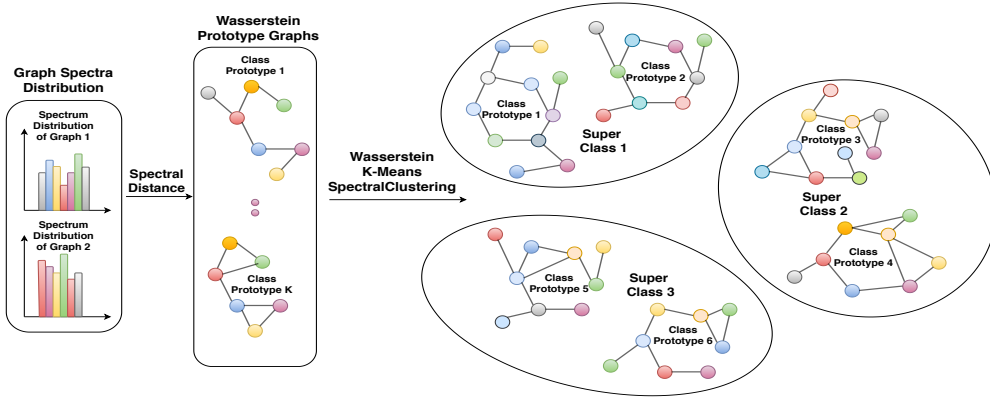 Graph Spectra
Distribution
Spectrum
Distribution
of Graph 1
Spectrum
Distribution
of Graph 2
Spectral
Distance
Wasserstein
Prototype Graphs
Class
Prototype 1
Class
Prototype K
Wasserstein
K-Means
SpectralClustering
Class
Prototype 1
Class
Prototype 2
Super
Class 1
Class
Prototype 3
Super
Class 2
Class
Prototype 4
Class
Prototype 5
Super
Class 3
Class
Prototype 6